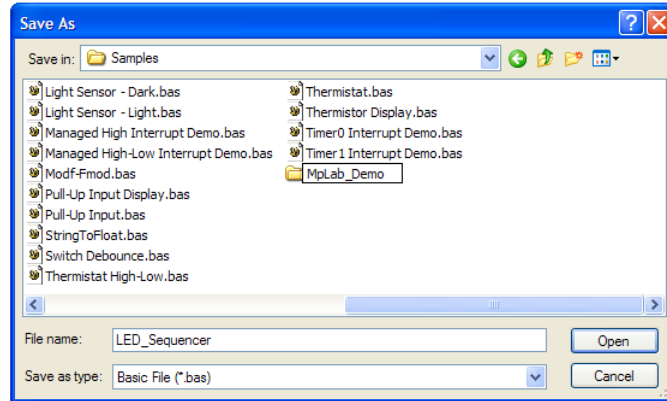 Save As
Save in: Samples
Light Sensor - Dark.bas
Light Sensor - Light.bas
Managed High Interrupt Demo.bas
Managed High-Low Interrupt Demo.bas
Modf-Fmod.bas
Pull-Up Input Display.bas
Pull-Up Input.bas
StringToFloat.bas
Switch Debounce.bas
Thermistat High-Low.bas
Thermistat.bas
Thermistor Display.bas
Timer0 Interrupt Demo.bas
Timer1 Interrupt Demo.bas
MpLab_Demo
File name: LED_Sequencer
Open
Save as type: Basic File (*.bas)
Cancel